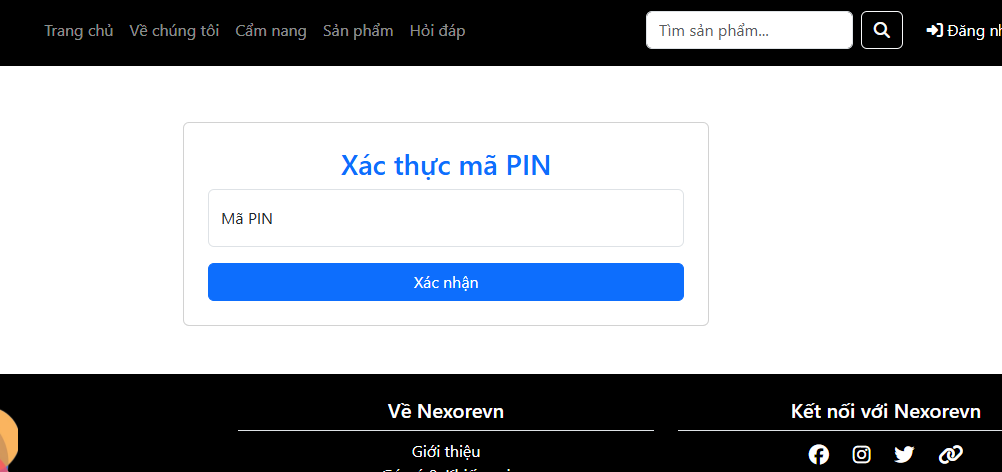 Trang chủ Về chúng tôi Cẩm nang Sản phẩm Hỏi đáp Tìm sản phẩm... Đăng
Xác thực mã PIN
Mã PIN
Xác nhận
Về Nexorevn Kết nối với Nexorevn
Giới thiệu